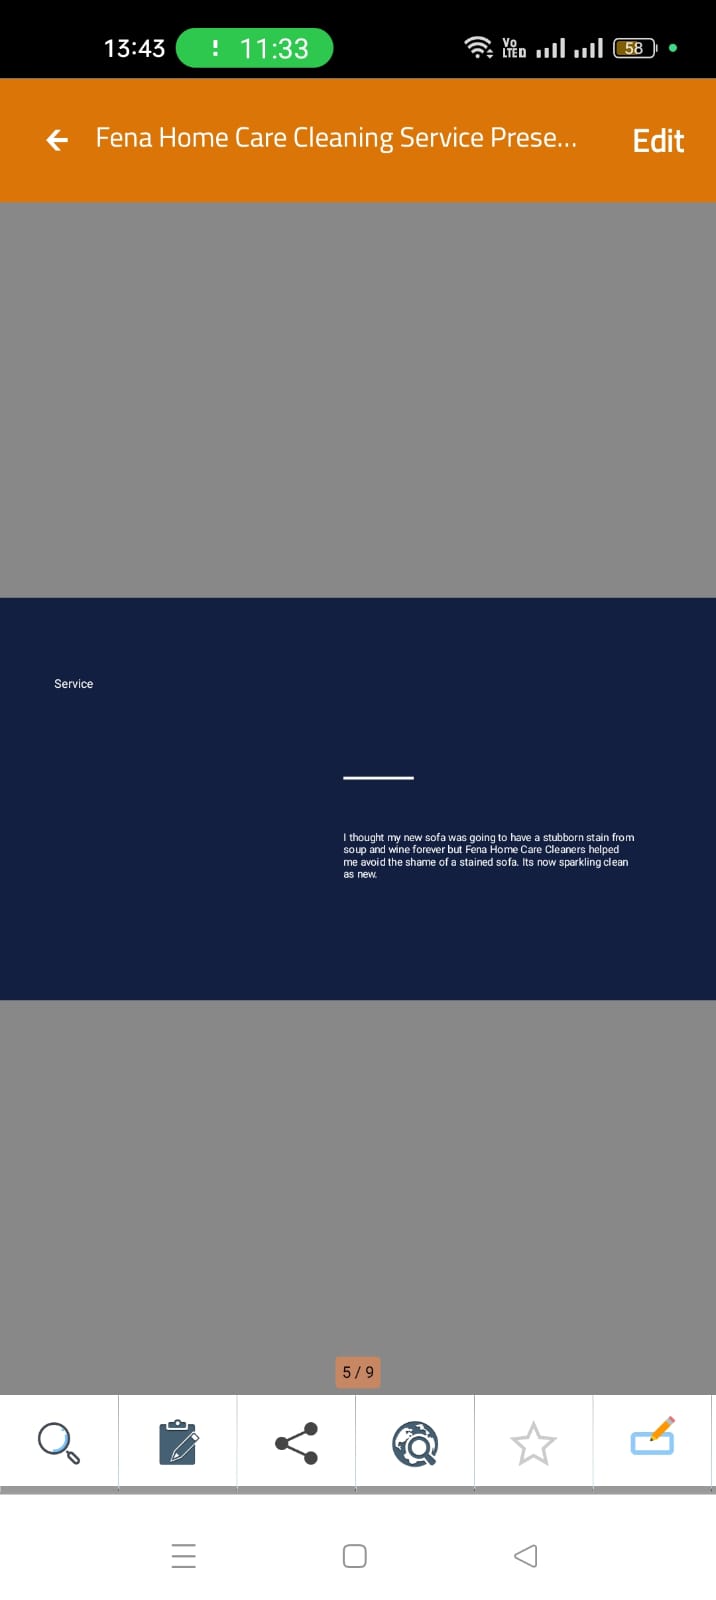 13:43 ! 11:33 Vo LTED 58
Fena Home Care Cleaning Service Prese... Edit
Service
I thought my new sofa was going to have a stubborn stain from
soup and wine forever but Fena Home Care Cleaners helped
me avoid the shame of a stained sofa. Its now sparkling clean
as new.
5 / 9